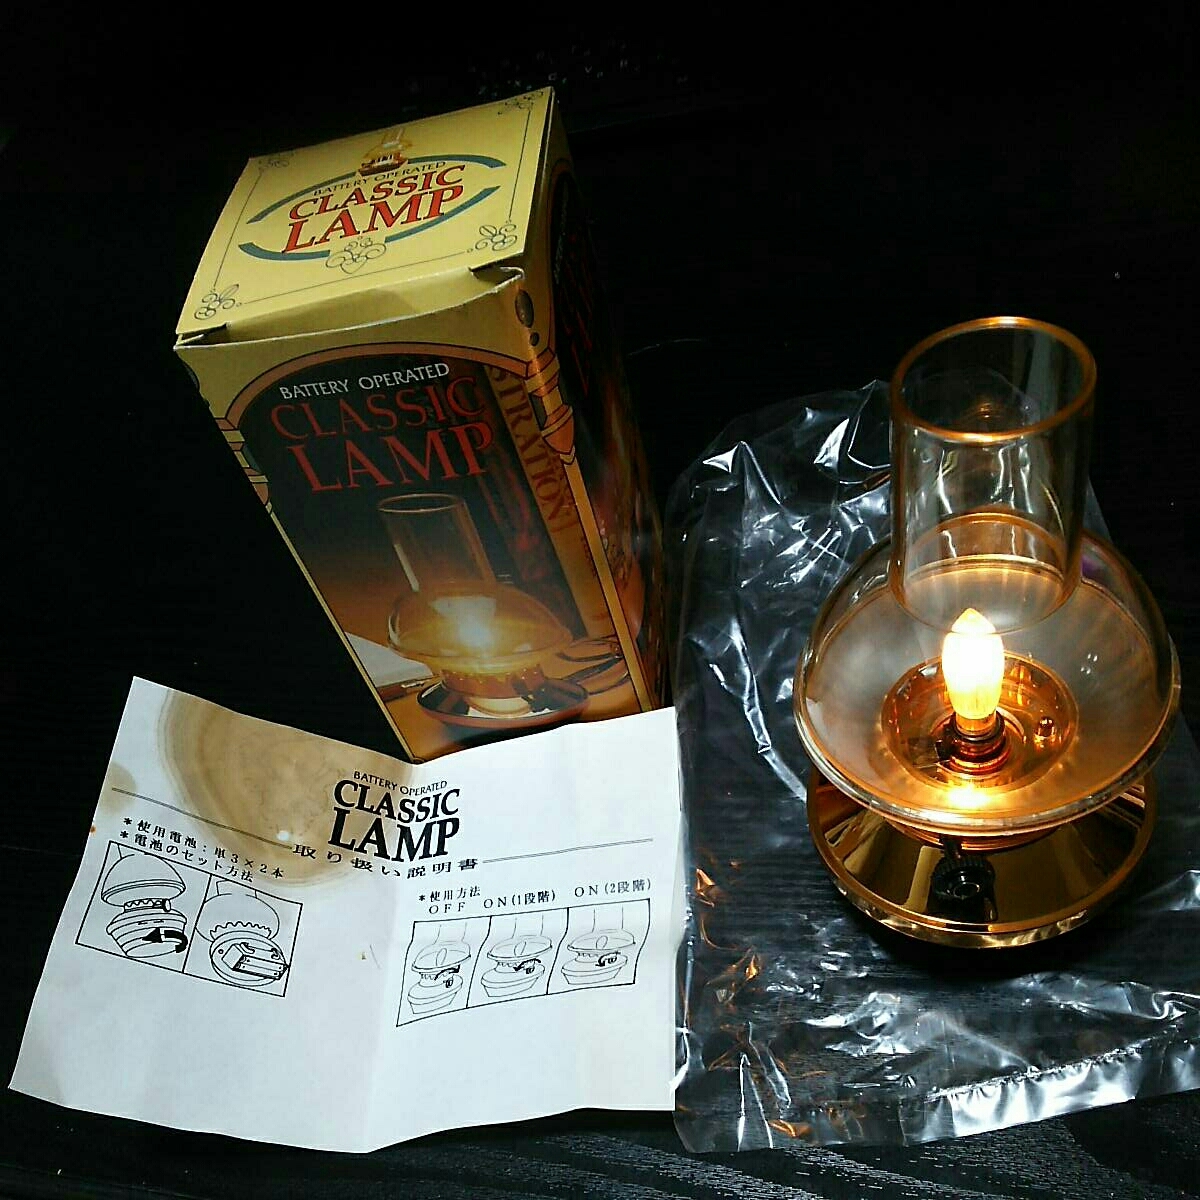 BATTERY OPERATED
CLASSIC
LAMP
BATTERY OPERATED
CLASSIC
LAMP
STRATION
BATTERY OPERATED
CLASSIC
LAMP
取り扱い説明書
*使用電池:単3×2本
*電池のセット方法
*使用方法
OFF ON(1段階) ON(2段階)